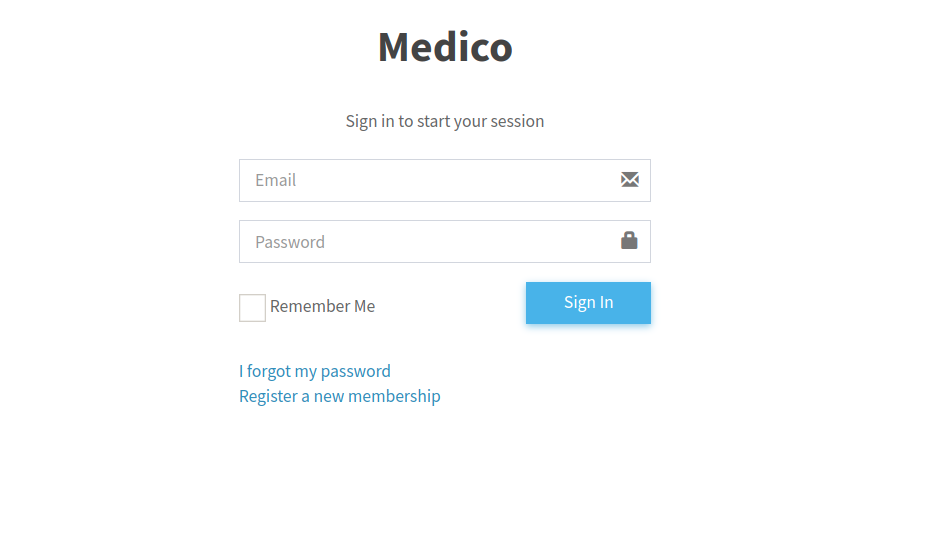 Medico
Sign in to start your session
Email
Password
Remember Me
Sign In
I forgot my password
Register a new membership